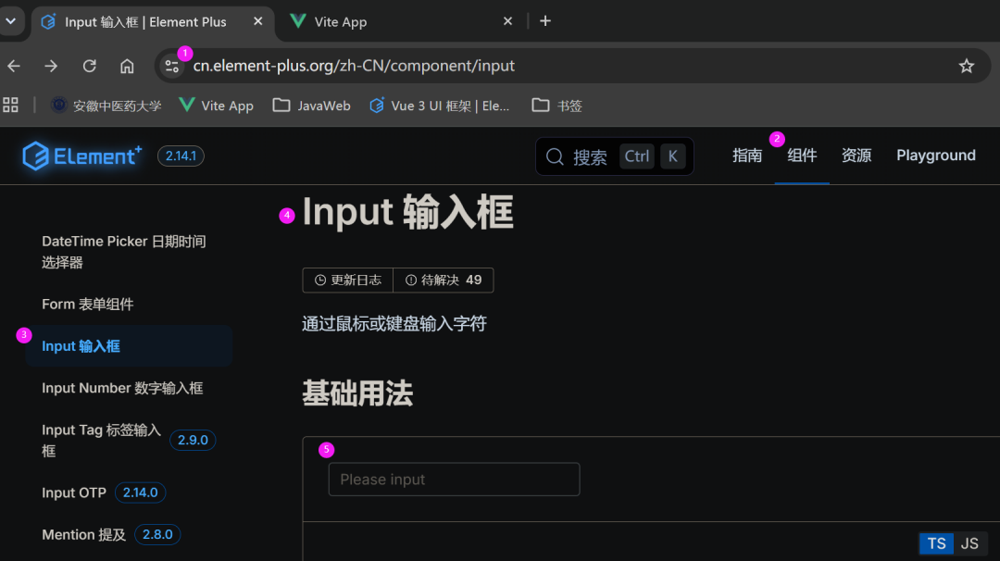 Input 输入框 | Element Plus
Vite App
1
cn.element-plus.org/zh-CN/component/input
安徽中医药大学
Vite App
JavaWeb
Vue 3 UI 框架 | Ele...
书签
Element+
2.14.1
搜索 Ctrl K
指南
2
组件
资源
Playground
DateTime Picker 日期时间
选择器
Form 表单组件
3
Input 输入框
Input Number 数字输入框
Input Tag 标签输入
框
2.9.0
Input OTP 2.14.0
Mention 提及 2.8.0
4
Input 输入框
更新日志
待解决 49
通过鼠标或键盘输入字符
基础用法
5
Please input
TS JS